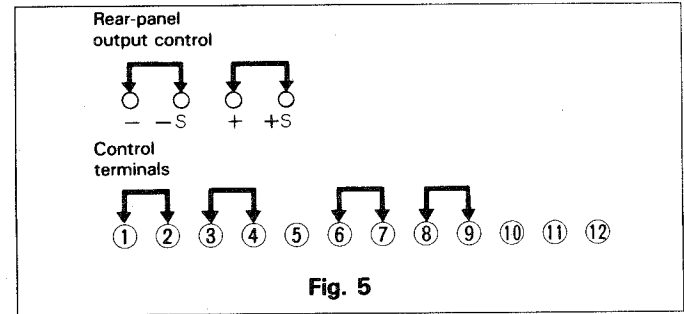 Rear-panel
output control
- -S + +S
Control
terminals
① ② ③ ④ ⑤ ⑥ ⑦ ⑧ ⑨ ⑩ ⑪ ⑫
Fig. 5